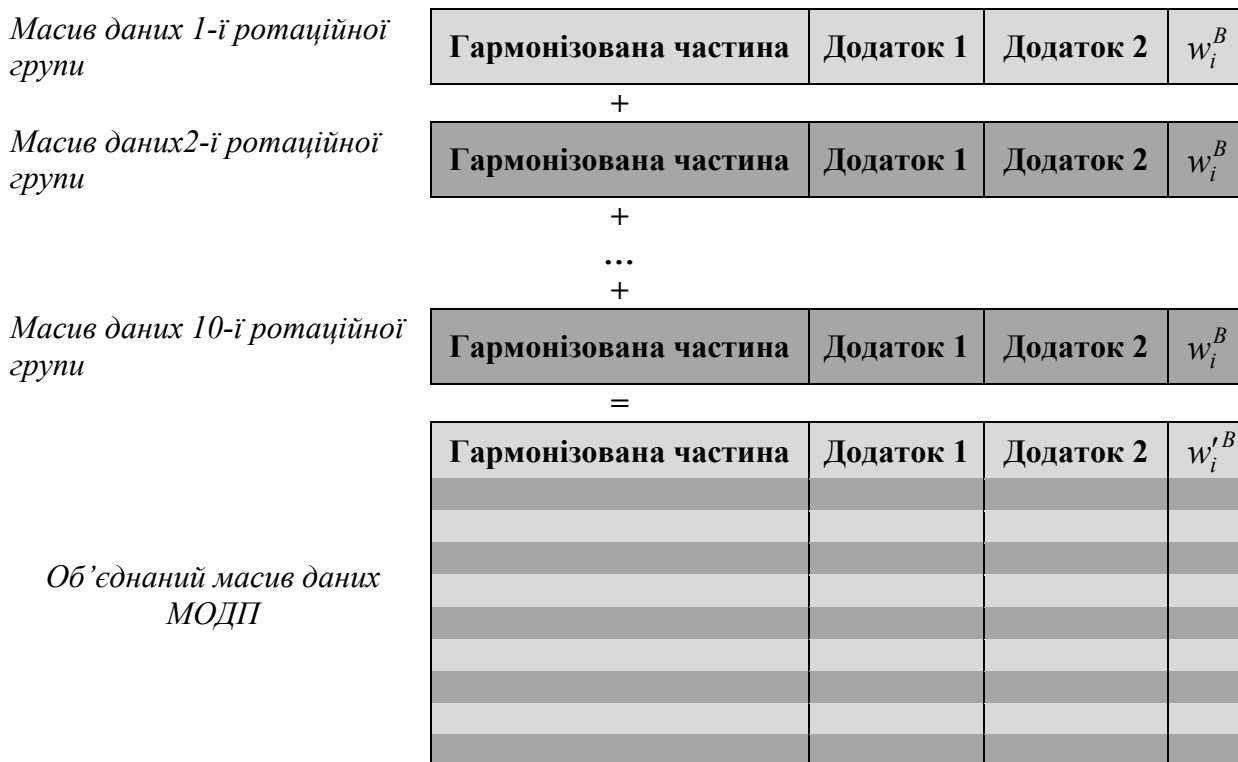 Масив даних 1-ї ротаційної
групи
Гармонізована частина Додаток 1 Додаток 2 w_i^B
+
Масив даних2-ї ротаційної
групи
Гармонізована частина Додаток 1 Додаток 2 w_i^B
+
...
+
Масив даних 10-ї ротаційної
групи
Гармонізована частина Додаток 1 Додаток 2 w_i^B
=
Гармонізована частина Додаток 1 Додаток 2 w'_i^B
Об’єднаний масив даних
МОДП